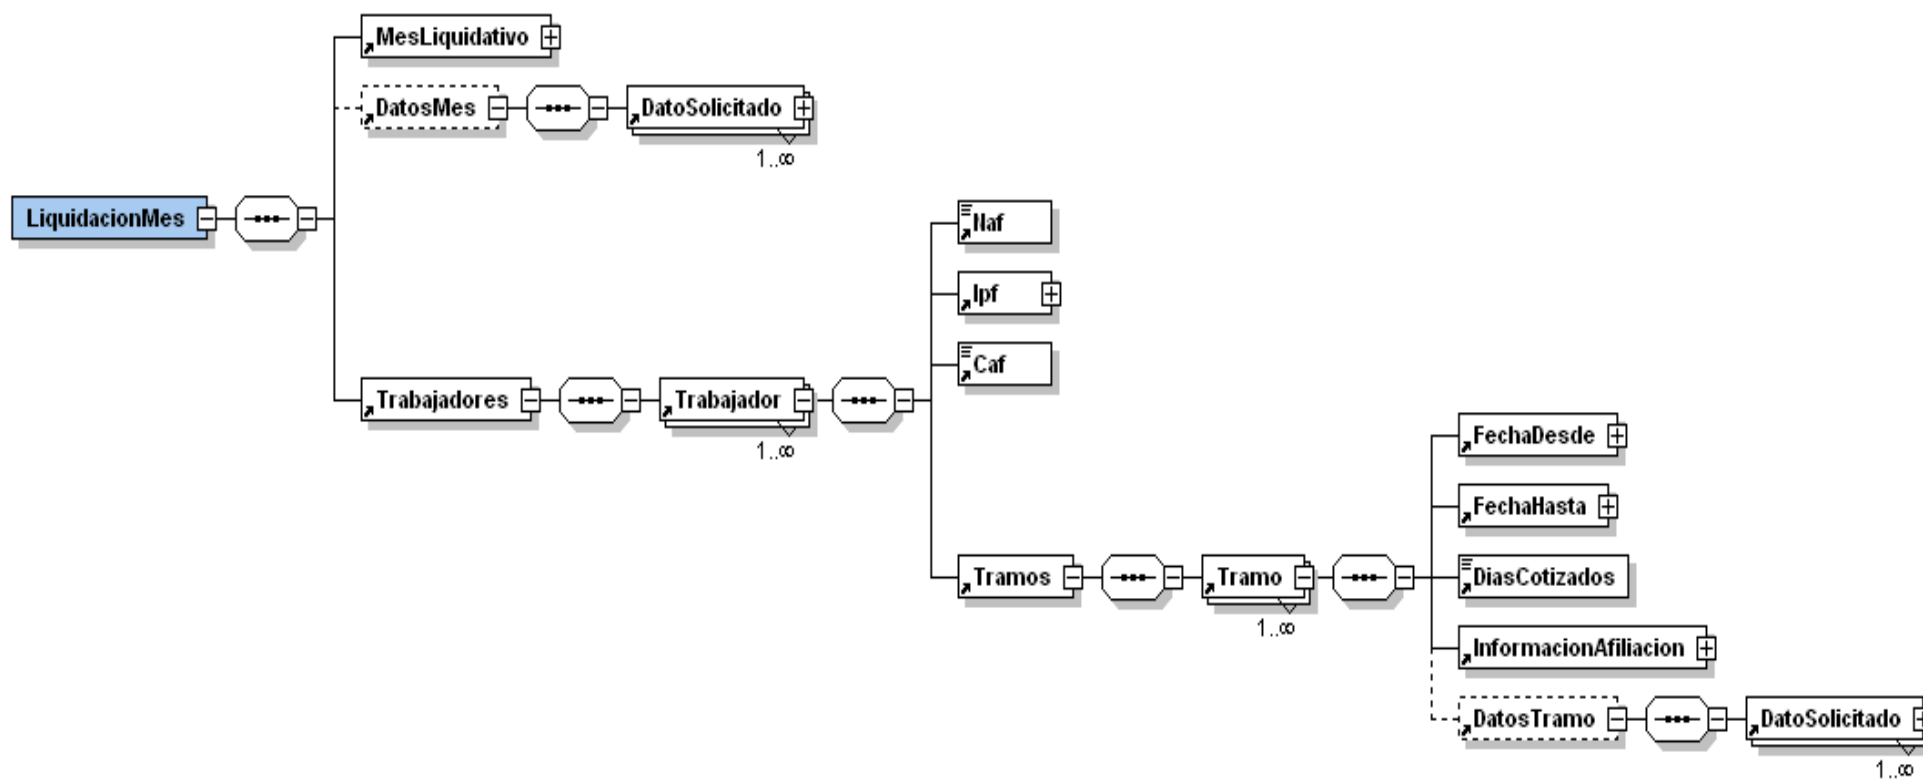 MesLiquidativo
DatosMes
DatoSolicitado
1..∞
LiquidacionMes
Naf
Ipf
Caf
Trabajadores
Trabajador
1..∞
FechaDesde
FechaHasta
Tramos
Tramo
DiasCotizados
1..∞
InformacionAfiliacion
DatosTramo
DatoSolicitado
1..∞